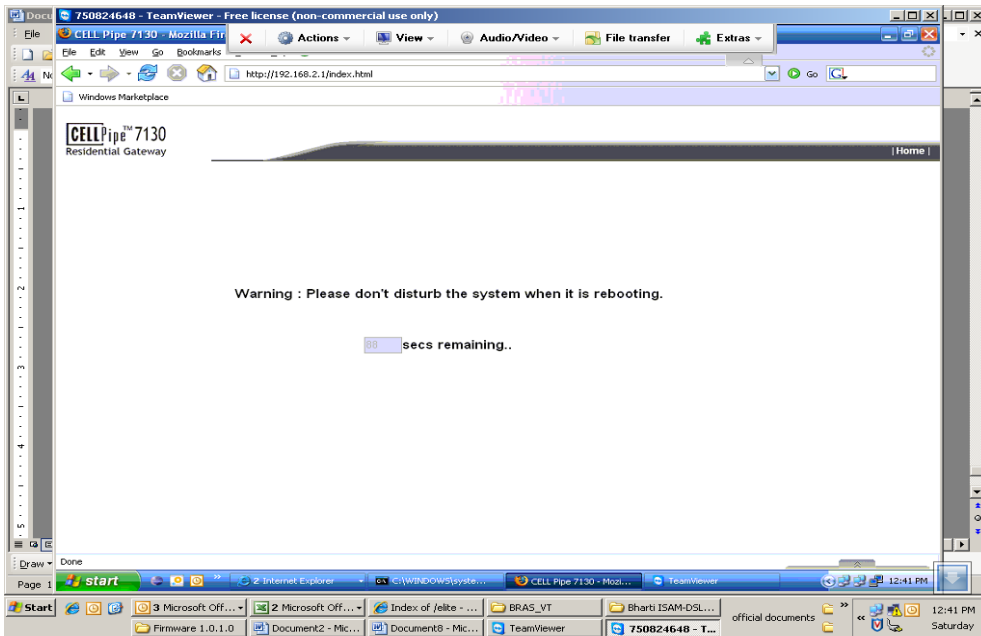 Docu
750824648 - TeamViewer - Free license (non-commercial use only)
File
CELL Pipe 7130 - Mozilla Fir
Actions
View
Audio/Video
File transfer
Extras
File Edit View Go Bookmarks
http://192.168.2.1/index.html
Go
Windows Marketplace
CELLPipe™ 7130
Residential Gateway
| Home |
Warning : Please don't disturb the system when it is rebooting.
88 secs remaining..
Done
Draw
Page 1
start
2 Internet Explorer
C:\WINDOWS\syste...
CELL Pipe 7130 - Mozi...
TeamViewer
12:41 PM
Start
3 Microsoft Off...
2 Microsoft Off...
Index of /elite - ...
BRAS_VT
Bharti ISAM-DSL...
official documents
12:41 PM
Firmware 1.0.1.0
Document2 - Mic...
Document8 - Mic...
TeamViewer
750824648 - T...
Saturday